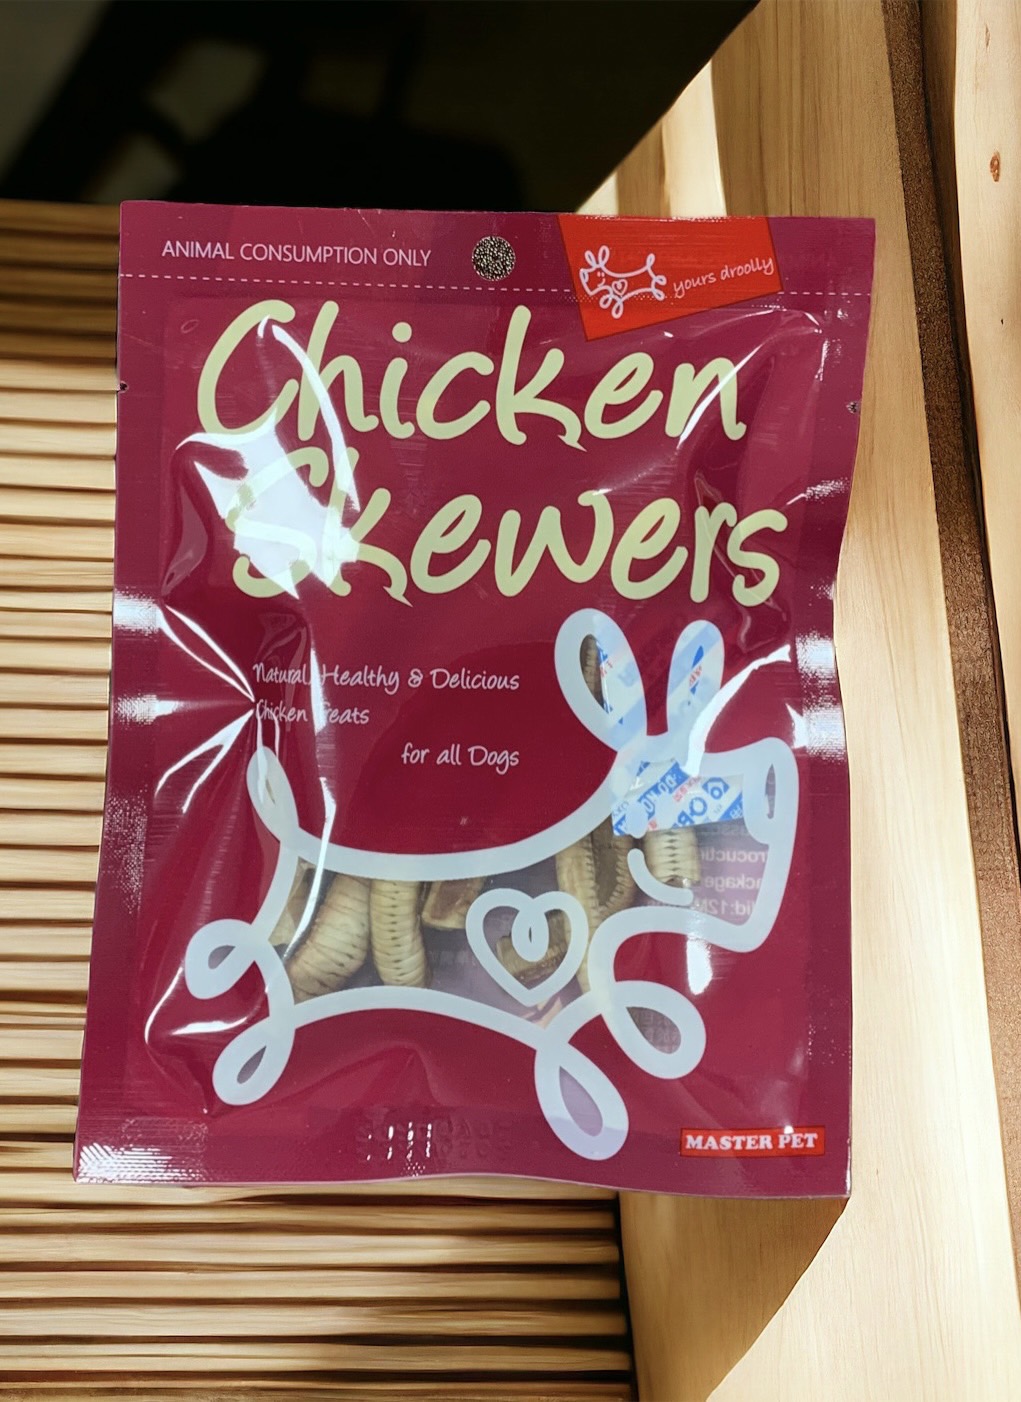 ANIMAL CONSUMPTION ONLY
yours droolly
Chicken
Skewers
Natural, Healthy & Delicious
Chicken Treats
for all Dogs
MASTER PET